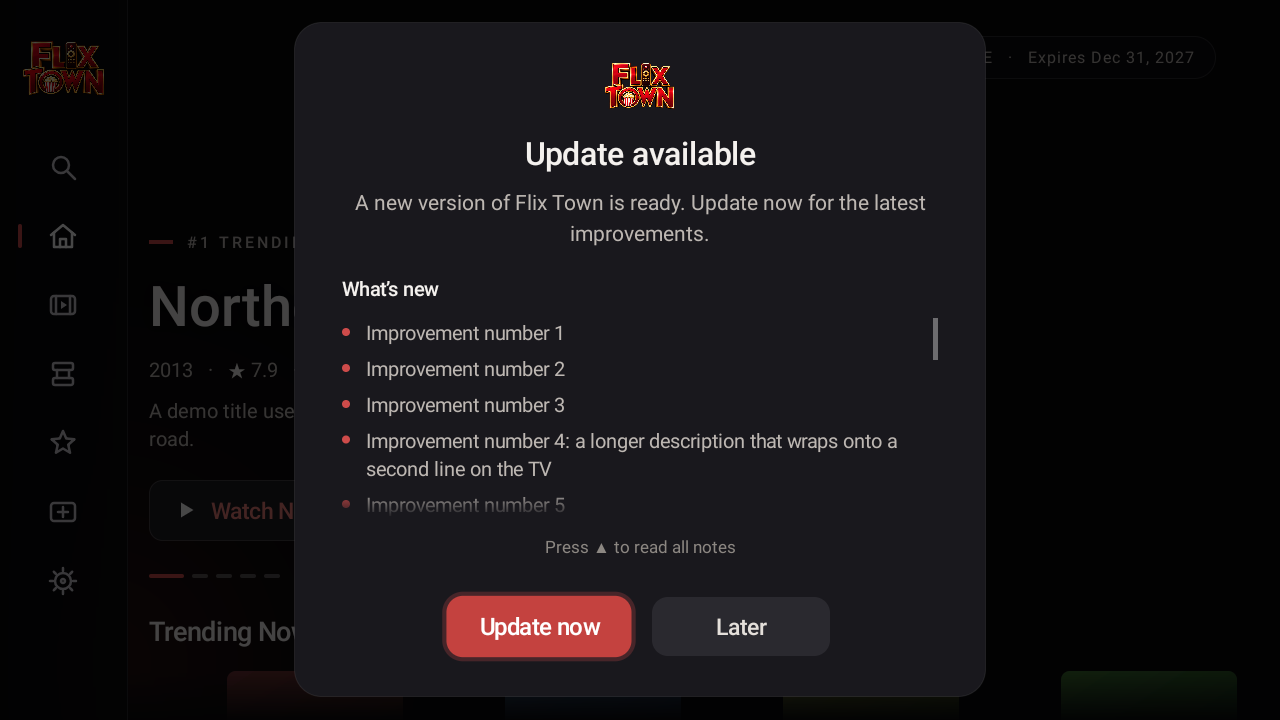 FLiX
TOWN
E · Expires Dec 31, 2027
FLiX
TOWN
Update available
A new version of Flix Town is ready. Update now for the latest
improvements.
#1 TRENDI
What's new
North
Improvement number 1
2013 · ★ 7.9
Improvement number 2
Improvement number 3
A demo title use
road.
Improvement number 4: a longer description that wraps onto a
second line on the TV
Improvement number 5
Watch N
Press ▲ to read all notes
Trending Nov
Update now
Later